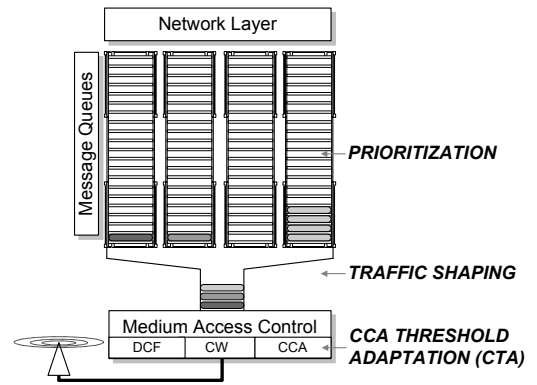 Network Layer
Message Queues
PRIORITIZATION
TRAFFIC SHAPING
Medium Access Control
DCF CW CCA
CCA THRESHOLD
ADAPTATION (CTA)